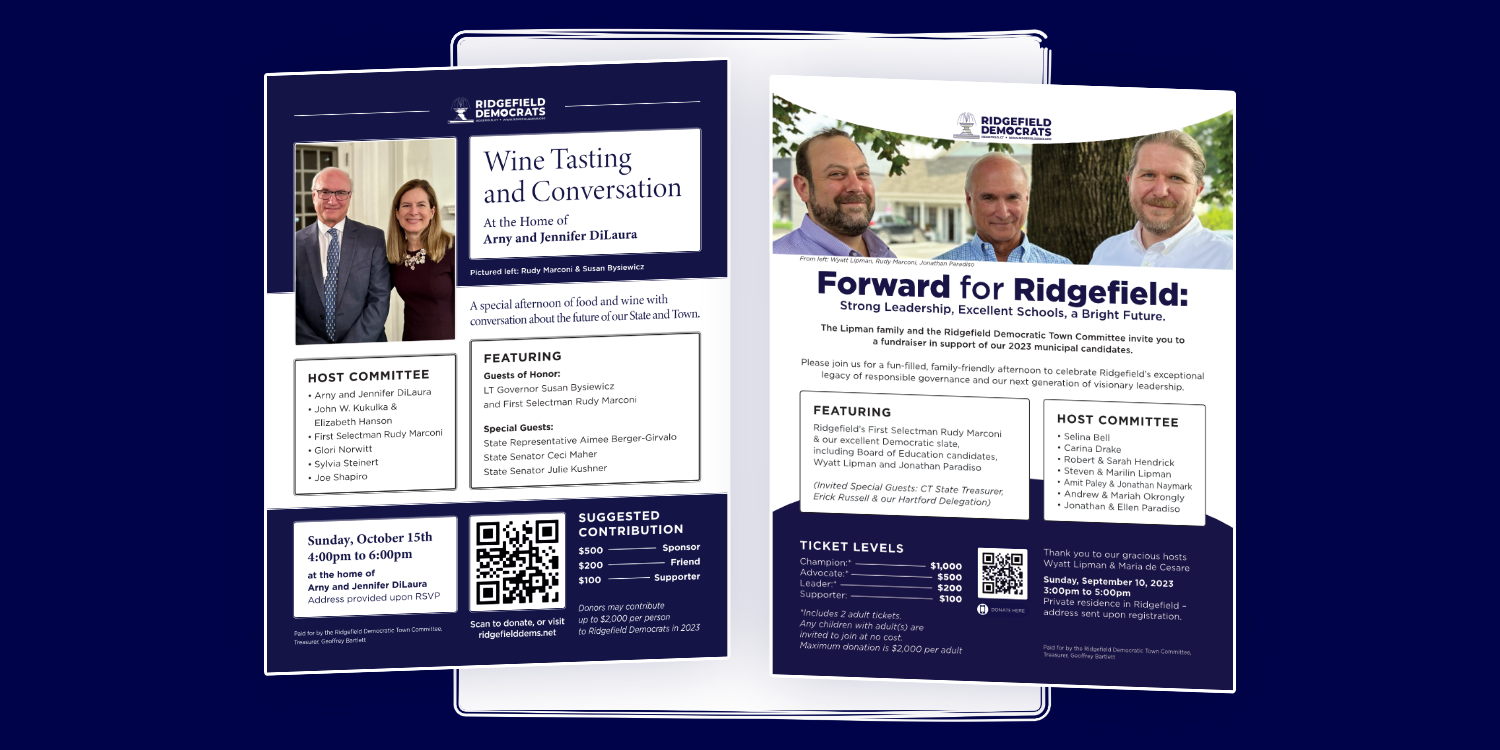 RIDGEFIELD
DEMOCRATS
Wine Tasting
and Conversation
At the Home of
Arny and Jennifer DiLaura
Pictured left: Rudy Marconi & Susan Bysiewicz
A special afternoon of food and wine with
conversation about the future of our State and Town.
HOST COMMITTEE
• Arny and Jennifer DiLaura
• John W. Kukulka &
Elizabeth Hanson
• First Selectman Rudy Marconi
• Glori Norwitt
• Sylvia Steinert
• Joe Shapiro
FEATURING
Guests of Honor:
LT Governor Susan Bysiewicz
and First Selectman Rudy Marconi
Special Guests:
State Representative Aimee Berger-Girvalo
State Senator Ceci Maher
State Senator Julie Kushner
Sunday, October 15th
4:00pm to 6:00pm
at the home of
Arny and Jennifer DiLaura
Address provided upon RSVP
Paid for by the Ridgefield Democratic Town Committee,
Treasurer, Geoffrey Bartlett
Scan to donate, or visit
ridgefielddems.net
SUGGESTED
CONTRIBUTION
$500 Sponsor
$200 Friend
$100 Supporter
Donors may contribute
up to $2,000 per person
to Ridgefield Democrats in 2023
RIDGEFIELD
DEMOCRATS
From left: Wyatt Lipman, Rudy Marconi, Jonathan Paradiso
Forward for Ridgefield:
Strong Leadership, Excellent Schools, a Bright Future.
The Lipman family and the Ridgefield Democratic Town Committee invite you to
a fundraiser in support of our 2023 municipal candidates.
Please join us for a fun-filled, family-friendly afternoon to celebrate Ridgefield's exceptional
legacy of responsible governance and our next generation of visionary leadership.
FEATURING
Ridgefield's First Selectman Rudy Marconi
& our excellent Democratic slate,
including Board of Education candidates,
Wyatt Lipman and Jonathan Paradiso
(Invited Special Guests: CT State Treasurer,
Erick Russell & our Hartford Delegation)
HOST COMMITTEE
• Selina Bell
• Carina Drake
• Robert & Sarah Hendrick
• Steven & Marilin Lipman
• Amit Paley & Jonathan Naymark
• Andrew & Mariah Okrongly
• Jonathan & Ellen Paradiso
TICKET LEVELS
Champion:* $1,000
Advocate:* $500
Leader:* $200
Supporter: $100
*Includes 2 adult tickets.
Any children with adult(s) are
invited to join at no cost.
Maximum donation is $2,000 per adult
DONATE HERE
Thank you to our gracious hosts
Wyatt Lipman & Maria de Cesare
Sunday, September 10, 2023
3:00pm to 5:00pm
Private residence in Ridgefield –
address sent upon registration.
Paid for by the Ridgefield Democratic Town Committee,
Treasurer, Geoffrey Bartlett